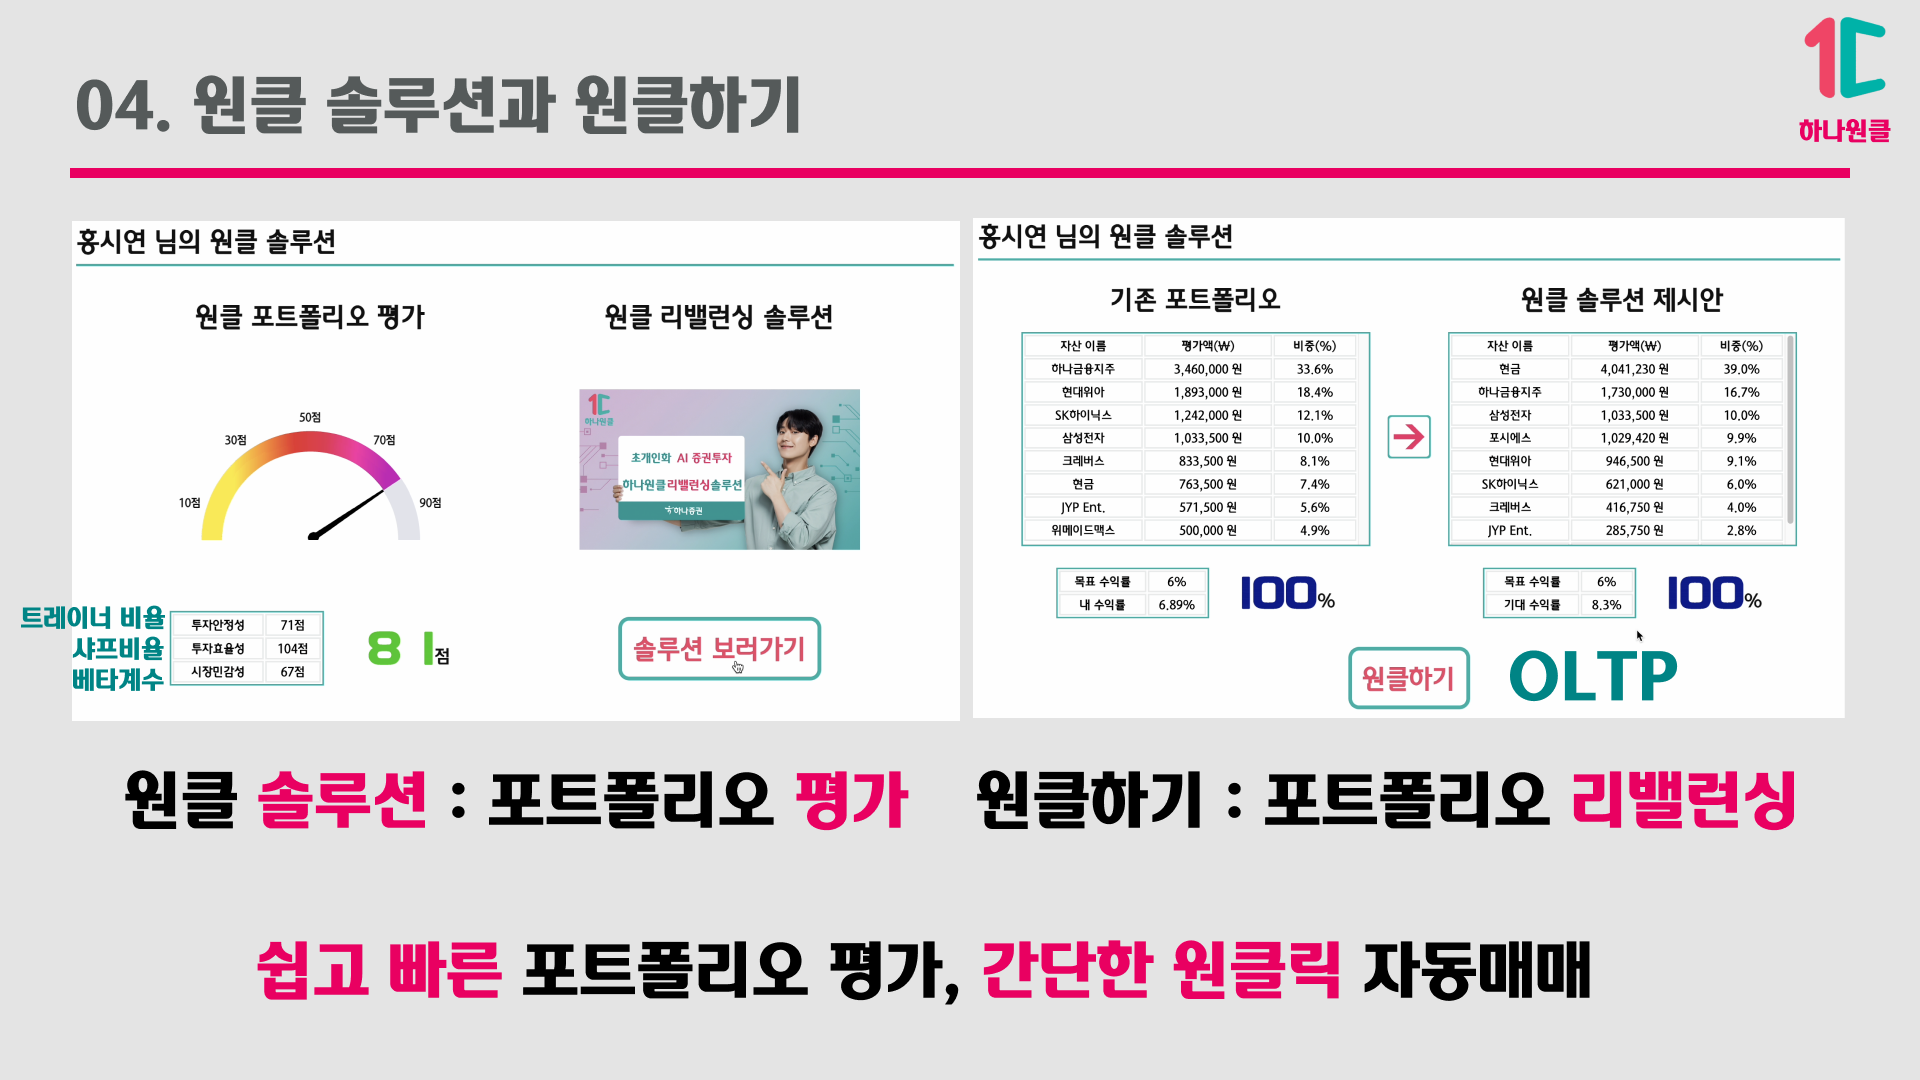 1C
하나원클
04. 원클 솔루션과 원클하기
홍시연 님의 원클 솔루션
원클 포트폴리오 평가
원클 리밸런싱 솔루션
10점
30점
50점
70점
90점
1C
하나원클
초개인화 AI 증권투자
하나원클리밸런싱솔루션
하나증권
트레이너 비율
샤프비율
베타계수
투자안정성 71점
투자효율성 104점
시장민감성 67점
81점
솔루션 보러가기
홍시연 님의 원클 솔루션
기존 포트폴리오
자산 이름 평가액(₩) 비중(%)
하나금융지주 3,460,000 원 33.6%
현대위아 1,893,000 원 18.4%
SK하이닉스 1,242,000 원 12.1%
삼성전자 1,033,500 원 10.0%
크레버스 833,500 원 8.1%
현금 763,500 원 7.4%
JYP Ent. 571,500 원 5.6%
위메이드맥스 500,000 원 4.9%
목표 수익률 6%
내 수익률 6.89%
100%
원클 솔루션 제시안
자산 이름 평가액(₩) 비중(%)
현금 4,041,230 원 39.0%
하나금융지주 1,730,000 원 16.7%
삼성전자 1,033,500 원 10.0%
포시에스 1,029,420 원 9.9%
현대위아 946,500 원 9.1%
SK하이닉스 621,000 원 6.0%
크레버스 416,750 원 4.0%
JYP Ent. 285,750 원 2.8%
목표 수익률 6%
기대 수익률 8.3%
100%
원클하기
OLTP
원클 솔루션 : 포트폴리오 평가
원클하기 : 포트폴리오 리밸런싱
쉽고 빠른 포트폴리오 평가, 간단한 원클릭 자동매매